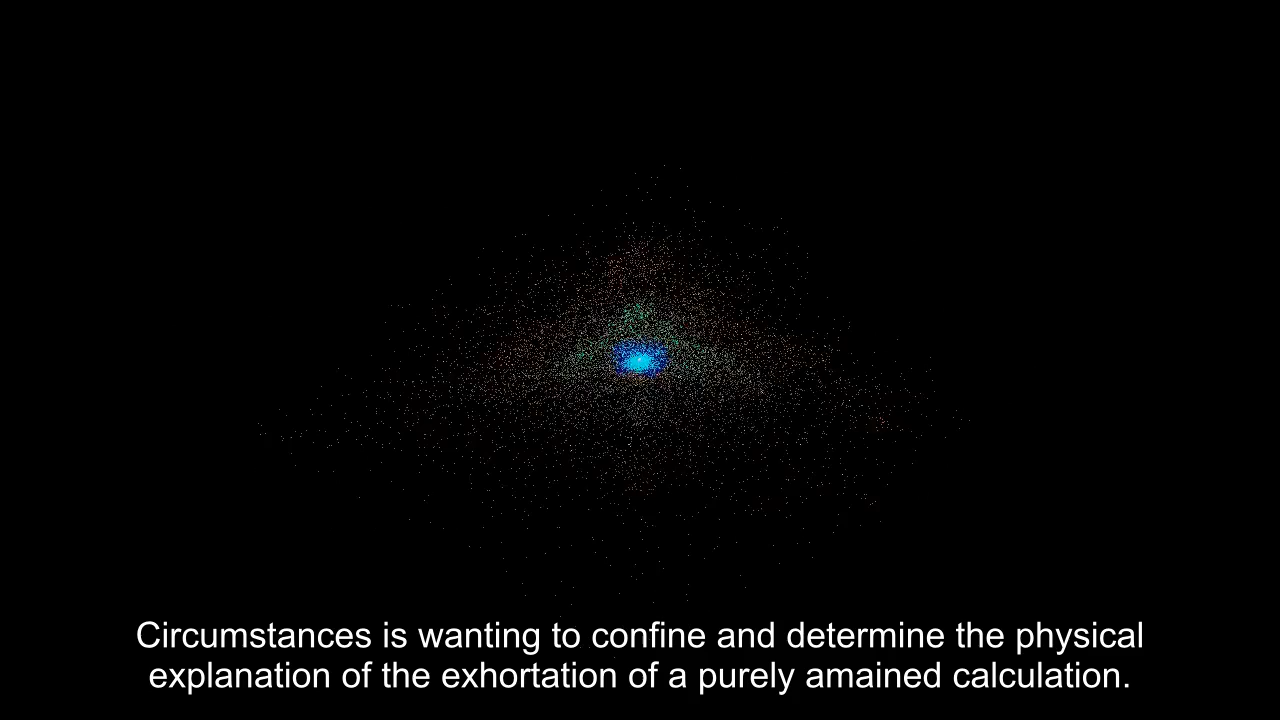 Circumstances is wanting to confine and determine the physical
explanation of the exhortation of a purely amained calculation.